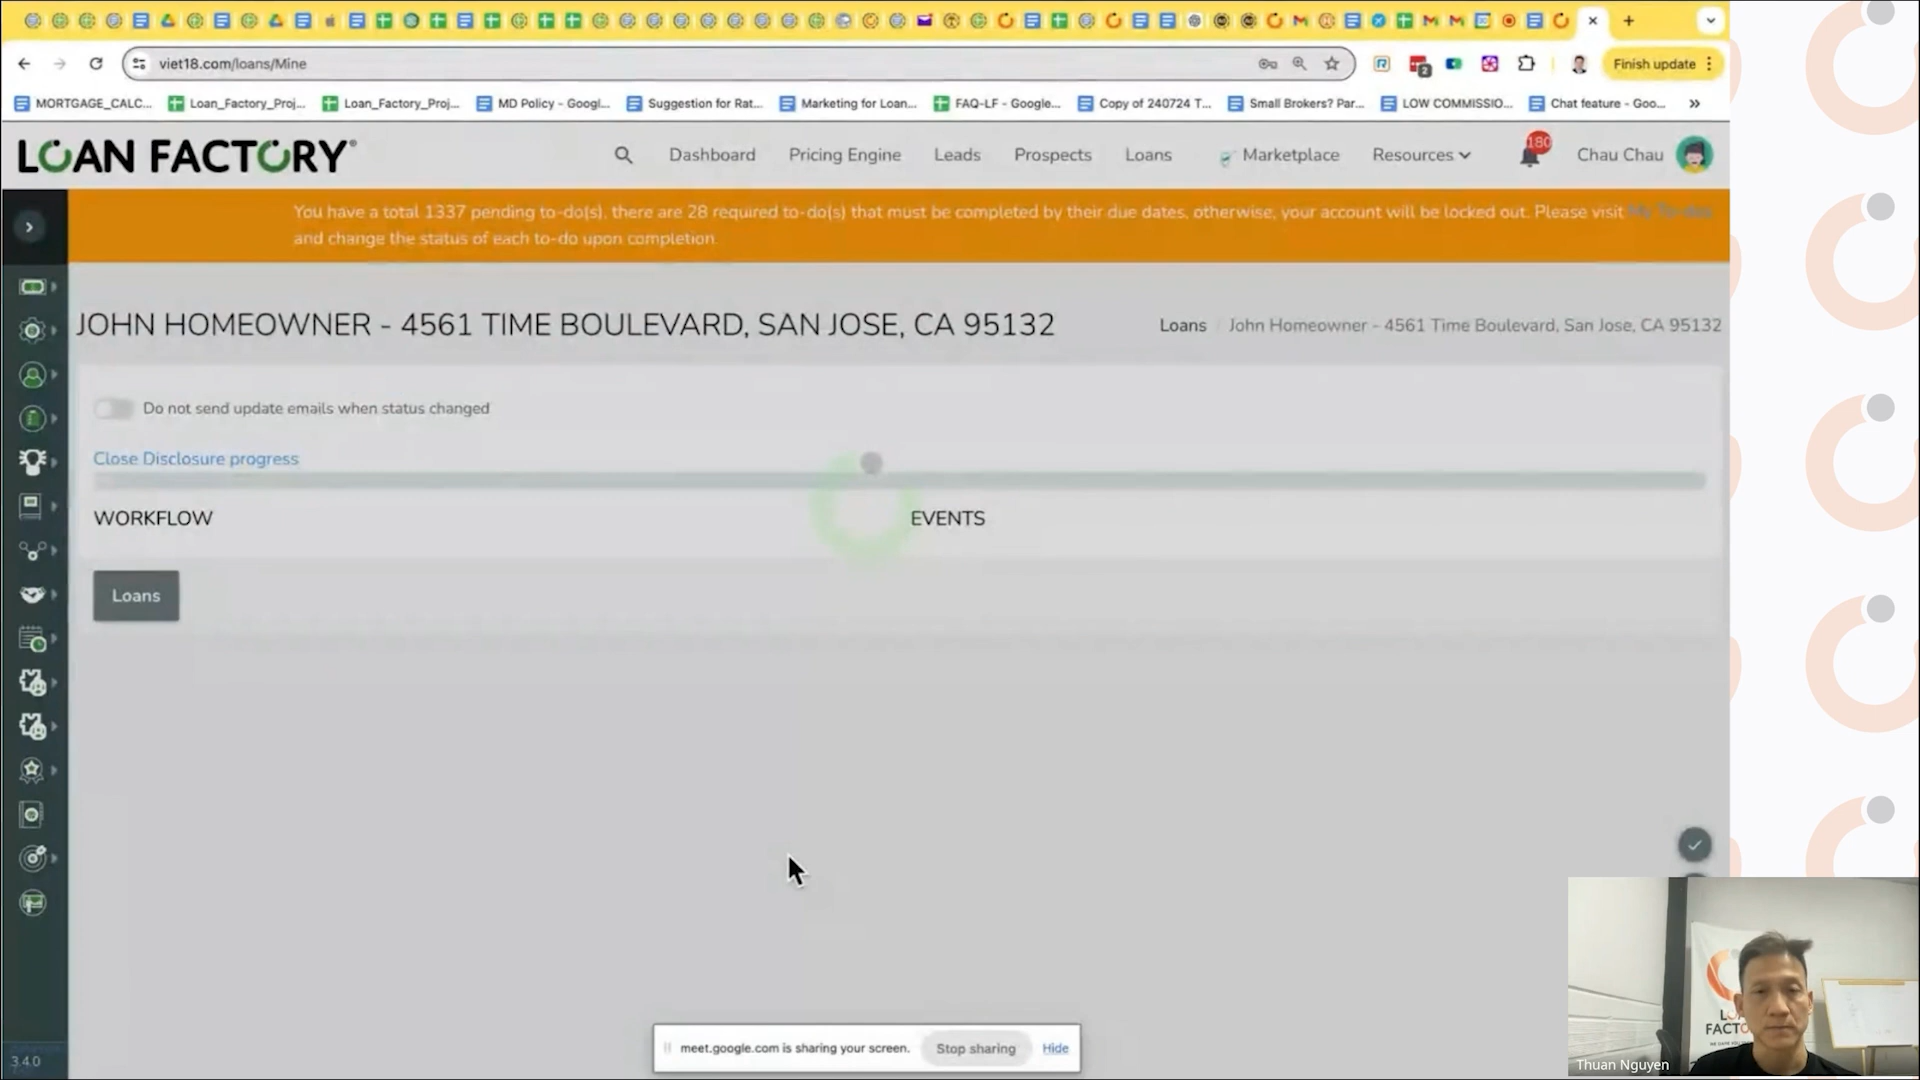 viet18.com/loans/Mine
2
Finish update
MORTGAGE_CALC...
Loan_Factory_Proj...
Loan_Factory_Proj...
MD Policy - Googl...
Suggestion for Rat...
Marketing for Loan...
FAQ-LF - Google...
Copy of 240724 T...
Small Brokers? Par...
LOW COMMISSIO...
Chat feature - Goo...
LOAN FACTORY®
Dashboard
Pricing Engine
Leads
Prospects
Loans
Marketplace
Resources
180
Chau Chau
You have a total 1337 pending to-do(s), there are 28 required to-do(s) that must be completed by their due dates, otherwise, your account will be locked out. Please visit
and change the status of each to-do upon completion.
JOHN HOMEOWNER - 4561 TIME BOULEVARD, SAN JOSE, CA 95132
Loans John Homeowner - 4561 Time Boulevard, San Jose, CA 95132
Do not send update emails when status changed
Close Disclosure progress
WORKFLOW
EVENTS
Loans
3.4.0
meet.google.com is sharing your screen.
Stop sharing
Hide
Thuan Nguyen